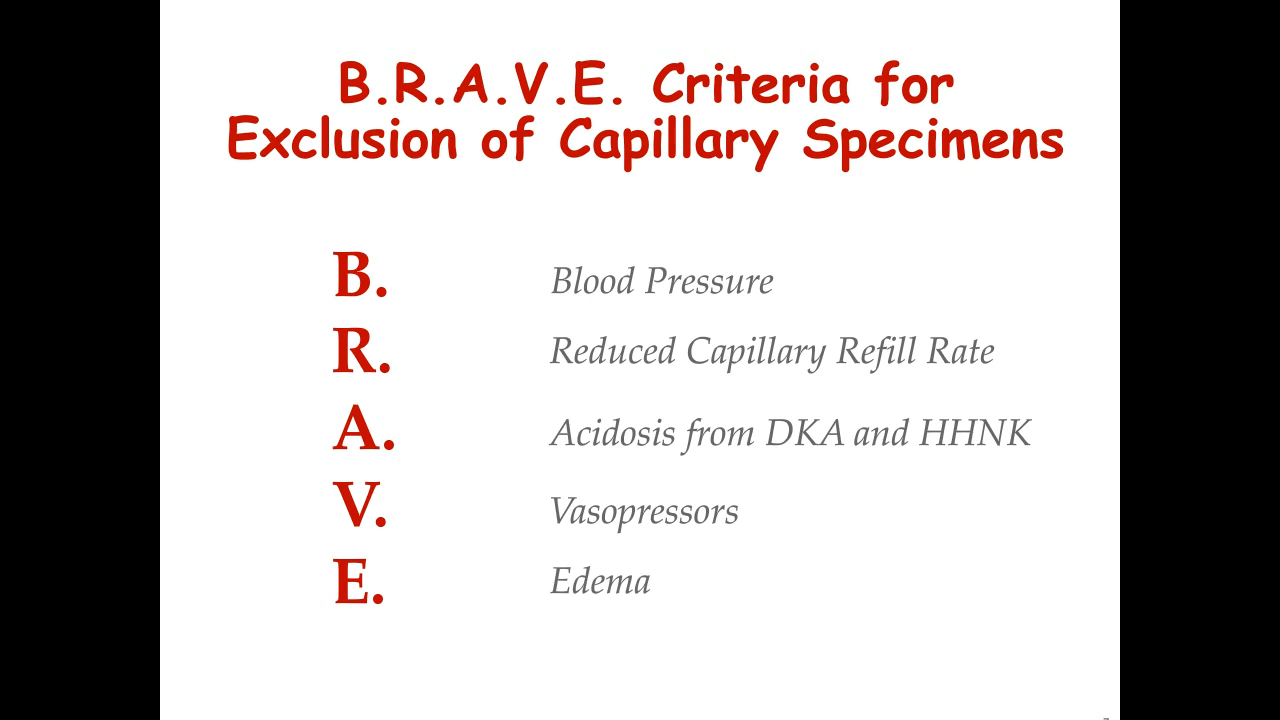 B.R.A.V.E. Criteria for
Exclusion of Capillary Specimens
B. Blood Pressure
R. Reduced Capillary Refill Rate
A. Acidosis from DKA and HHNK
V. Vasopressors
E. Edema